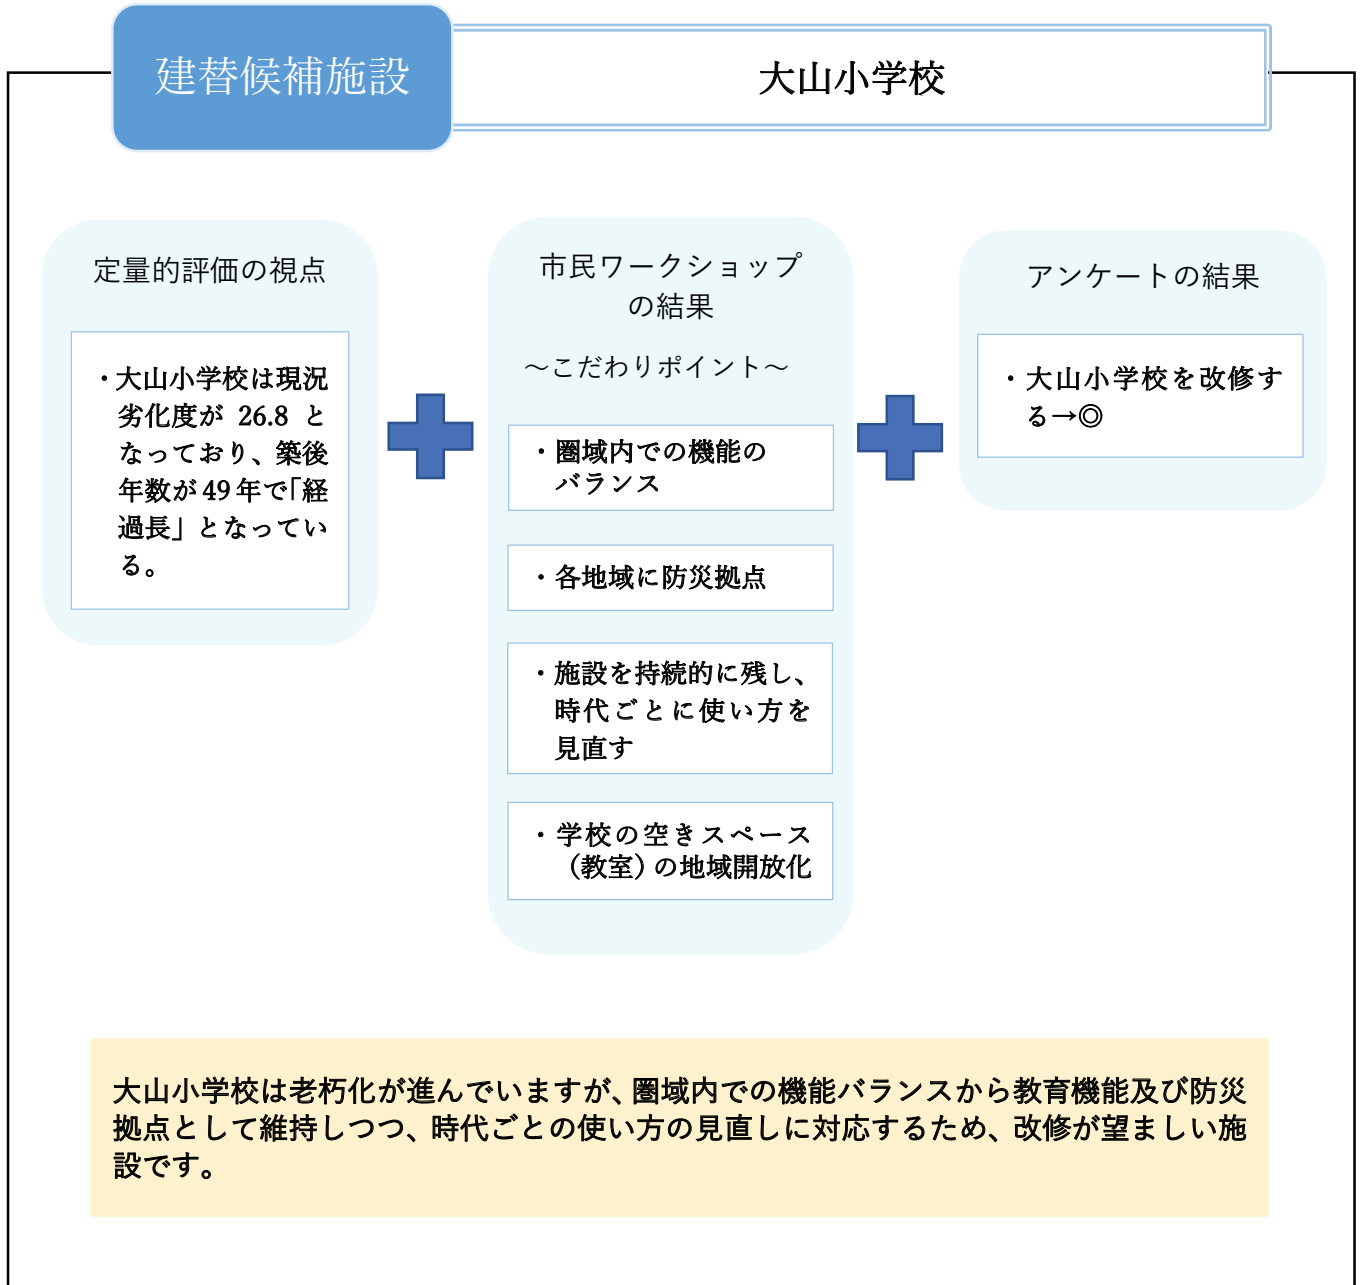 建替候補施設
大山小学校
定量的評価の視点
・大山小学校は現況
劣化度が 26.8 と
なっており、築後
年数が 49 年で「経
過長」となってい
る。
市民ワークショップ
の結果
～こだわりポイント～
・圏域内での機能の
バランス
・各地域に防災拠点
・施設を持続的に残し、
時代ごとに使い方を
見直す
・学校の空きスペース
（教室）の地域開放化
アンケートの結果
・大山小学校を改修す
る→◎
大山小学校は老朽化が進んでいますが、圏域内での機能バランスから教育機能及び防災
拠点として維持しつつ、時代ごとの使い方の見直しに対応するため、改修が望ましい施
設です。